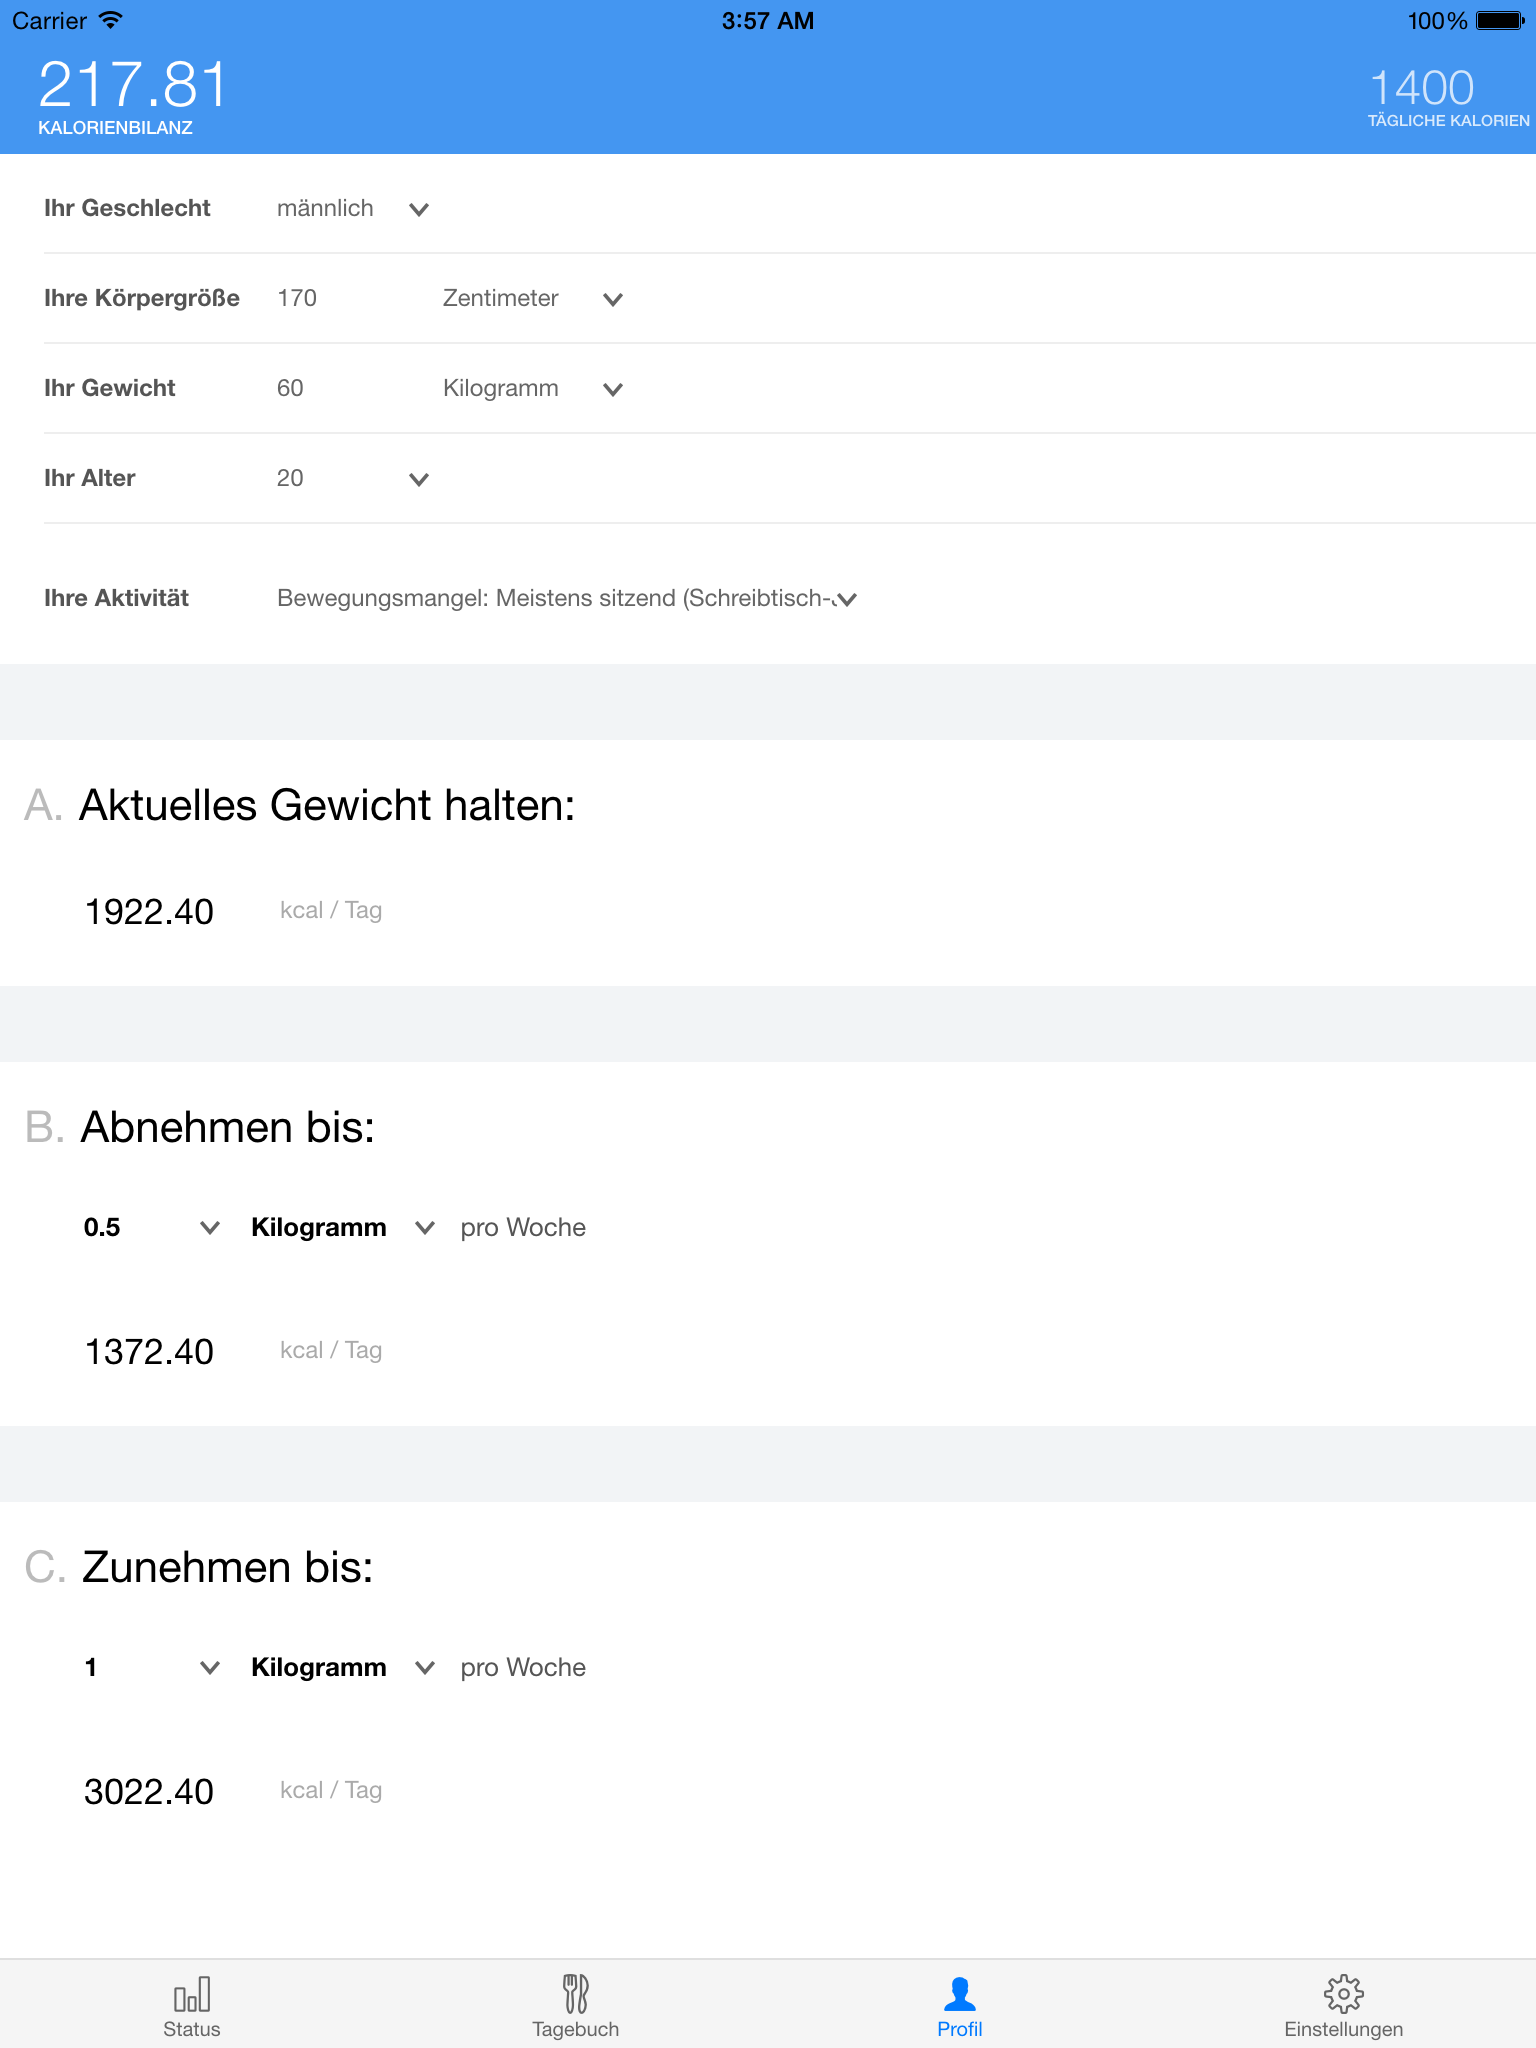 Carrier 3:57 AM 100%
217.81 1400
KALORIENBILANZ TÄGLICHE KALORIEN
Ihr Geschlecht männlich
Ihre Körpergröße 170 Zentimeter
Ihr Gewicht 60 Kilogramm
Ihr Alter 20
Ihre Aktivität Bewegungsmangel: Meistens sitzend (Schreibtisch-
A. Aktuelles Gewicht halten:
1922.40 kcal / Tag
B. Abnehmen bis:
0.5 Kilogramm pro Woche
1372.40 kcal / Tag
C. Zunehmen bis:
1 Kilogramm pro Woche
3022.40 kcal / Tag
Status Tagebuch Profil Einstellungen